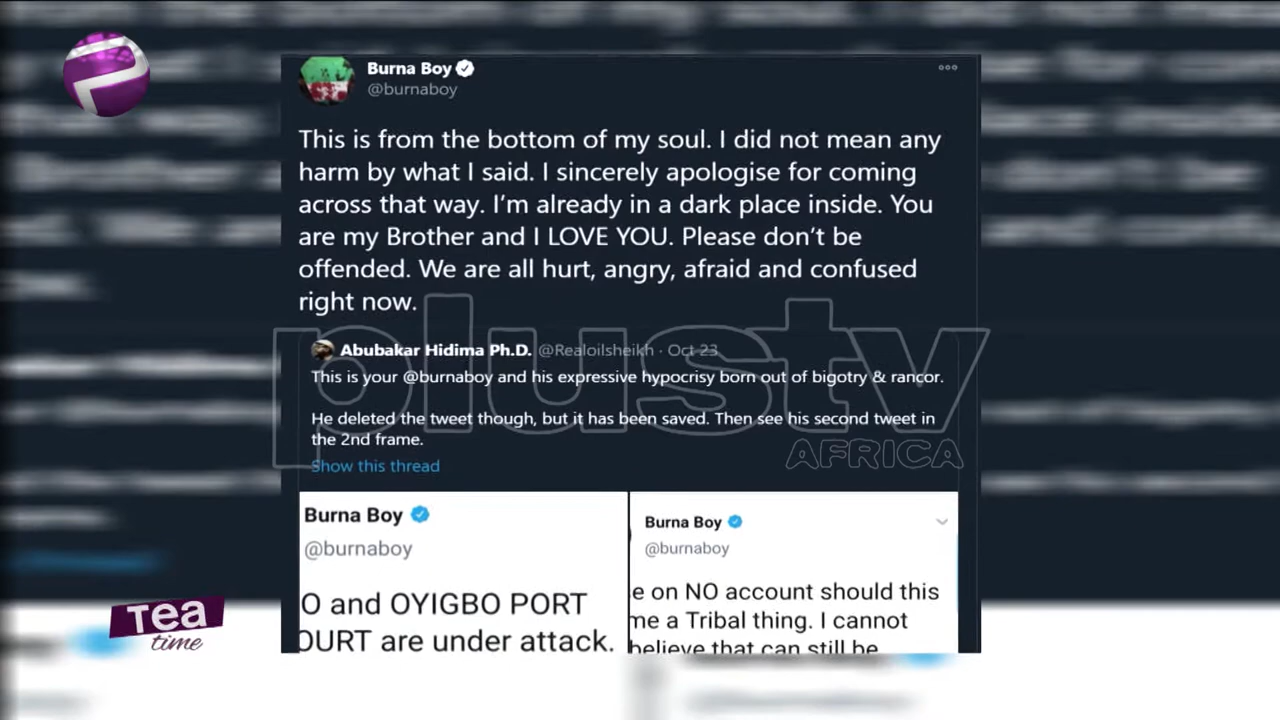 Burna Boy
@burnaboy
This is from the bottom of my soul. I did not mean any
harm by what I said. I sincerely apologise for coming
across that way. I'm already in a dark place inside. You
are my Brother and I LOVE YOU. Please don't be
offended. We are all hurt, angry, afraid and confused
right now.
plustv
AFRICA
Abubakar Hidima Ph.D. @Realoilsheikh · Oct 23
This is your @burnaboy and his expressive hypocrisy born out of bigotry & rancor.
He deleted the tweet though, but it has been saved. Then see his second tweet in
the 2nd frame.
Show this thread
Burna Boy
@burnaboy
O and OYIGBO PORT
OURT are under attack.
Burna Boy
@burnaboy
e on NO account should this
me a Tribal thing. I cannot
believe that can still be
Tea
time